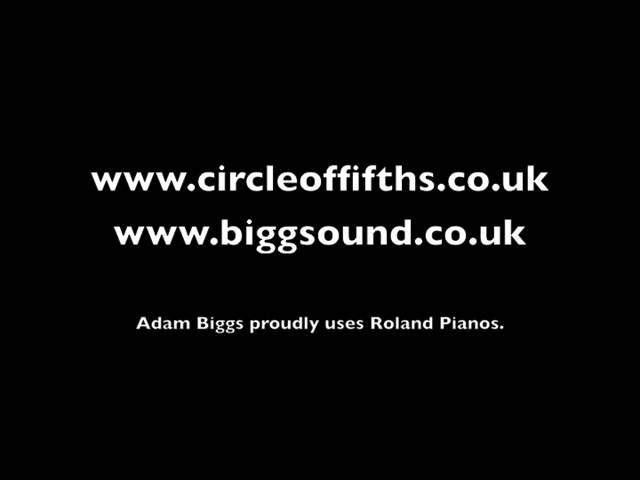 www.circleoffifths.co.uk
www.biggsound.co.uk
Adam Biggs proudly uses Roland Pianos.